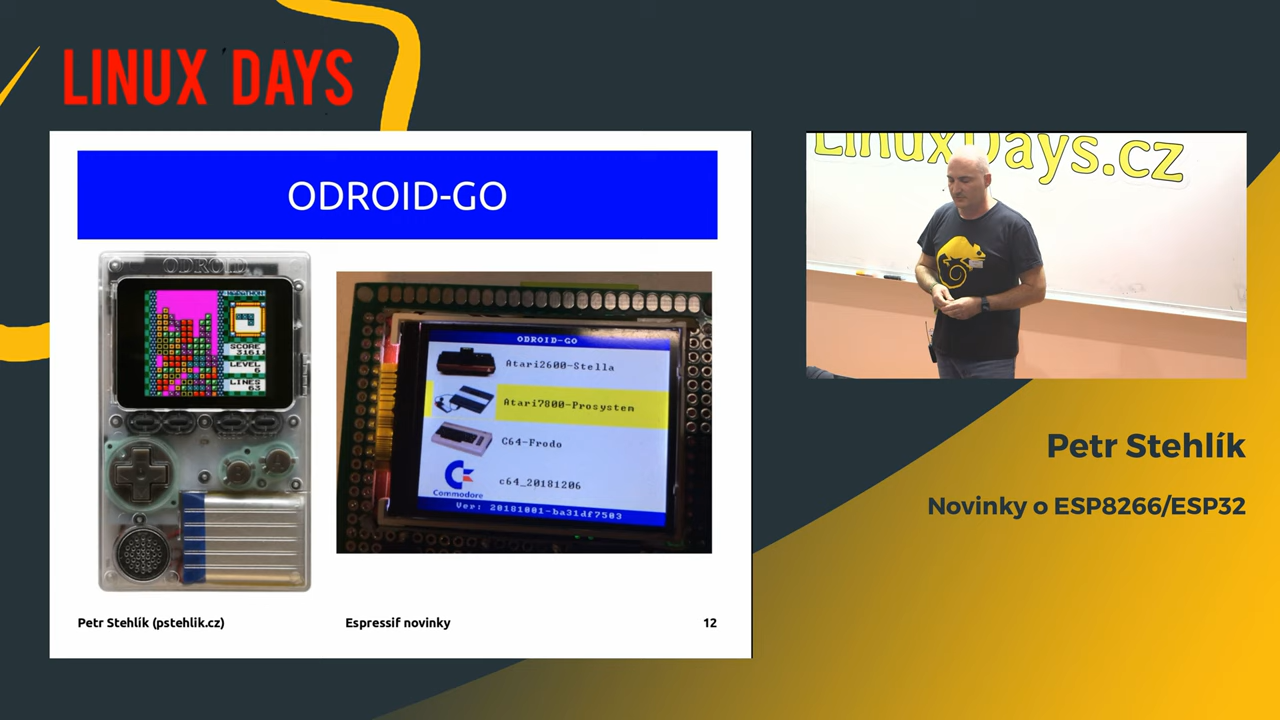 LINUX DAYS
ODROID-GO
ODROID
SCORE
31611
LEVEL
6
LINES
63
ODROID-GO
Atari2600-Stella
Atari7800-Prosystem
C64-Frodo
Commodore
c64_20181206
Ver: 20181001-ba31df7503
Petr Stehlík (pstehlik.cz)
Espressif novinky
12
LinuxDays.cz
Petr Stehlík
Novinky o ESP8266/ESP32